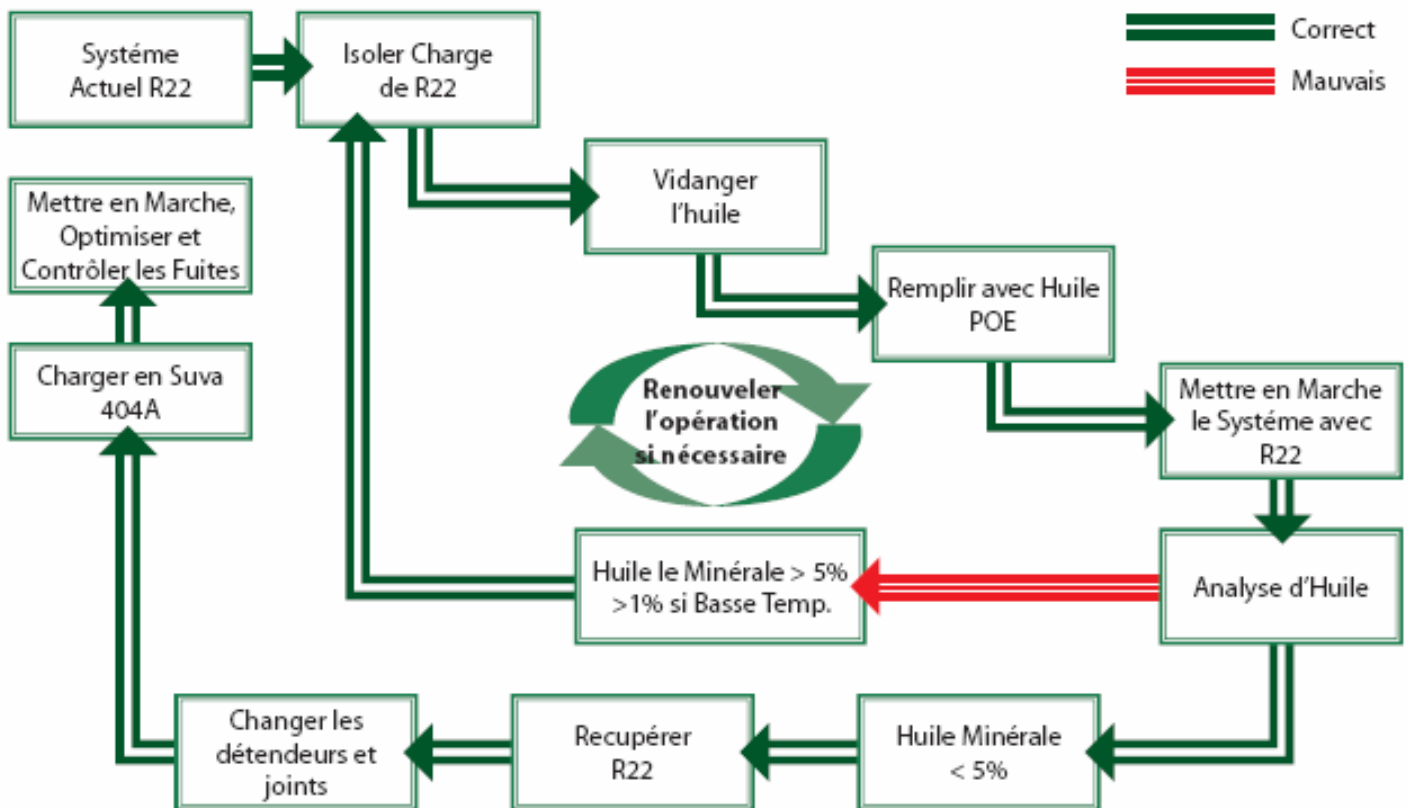 Systéme
Actuel R22
Isoler Charge
de R22
Correct
Mauvais
Vidanger
l'huile
Mettre en Marche,
Optimiser et
Contrôler les Fuites
Remplir avec Huile
POE
Charger en Suva
404A
Renouveler
l'opération
si nécessaire
Mettre en Marche
le Systéme avec
R22
Huile le Minérale > 5%
>1% si Basse Temp.
Analyse d'Huile
Changer les
détendeurs et
joints
Recupérer
R22
Huile Minérale
< 5%